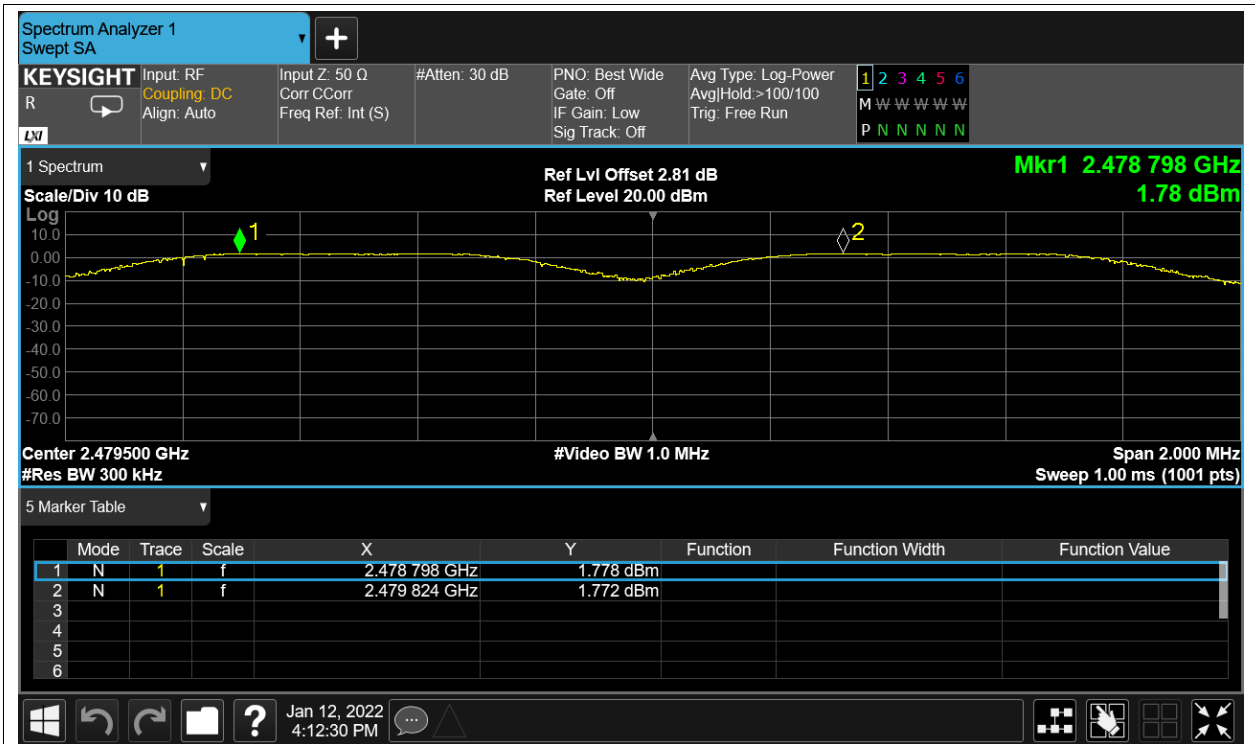 Spectrum Analyzer 1
Swept SA
+
KEYSIGHT Input: RF Input Z: 50 Ω #Atten: 30 dB PNO: Best Wide Avg Type: Log-Power 1 2 3 4 5 6
R Coupling: DC Corr CCorr Gate: Off Avg|Hold:>100/100
Align: Auto Freq Ref: Int (S) IF Gain: Low Trig: Free Run M W W W W W
LXI Sig Track: Off P N N N N N
1 Spectrum Ref Lvl Offset 2.81 dB Mkr1 2.478 798 GHz
Scale/Div 10 dB Ref Level 20.00 dBm 1.78 dBm
Log
10.0
0.00
-10.0
-20.0
-30.0
-40.0
-50.0
-60.0
-70.0
1
2
Center 2.479500 GHz #Video BW 1.0 MHz Span 2.000 MHz
#Res BW 300 kHz Sweep 1.00 ms (1001 pts)
5 Marker Table
Mode Trace Scale X Y Function Function Width Function Value
1 N 1 f 2.478 798 GHz 1.778 dBm
2 N 1 f 2.479 824 GHz 1.772 dBm
3
4
5
6
? Jan 12, 2022
4:12:30 PM